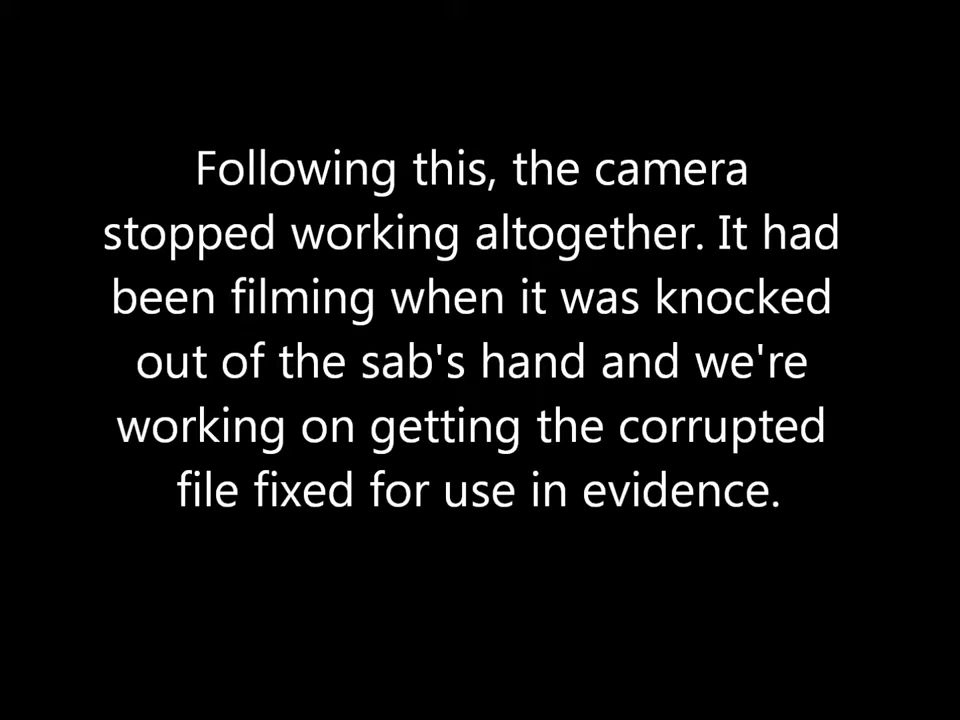 Following this, the camera
stopped working altogether. It had
been filming when it was knocked
out of the sab's hand and we're
working on getting the corrupted
file fixed for use in evidence.